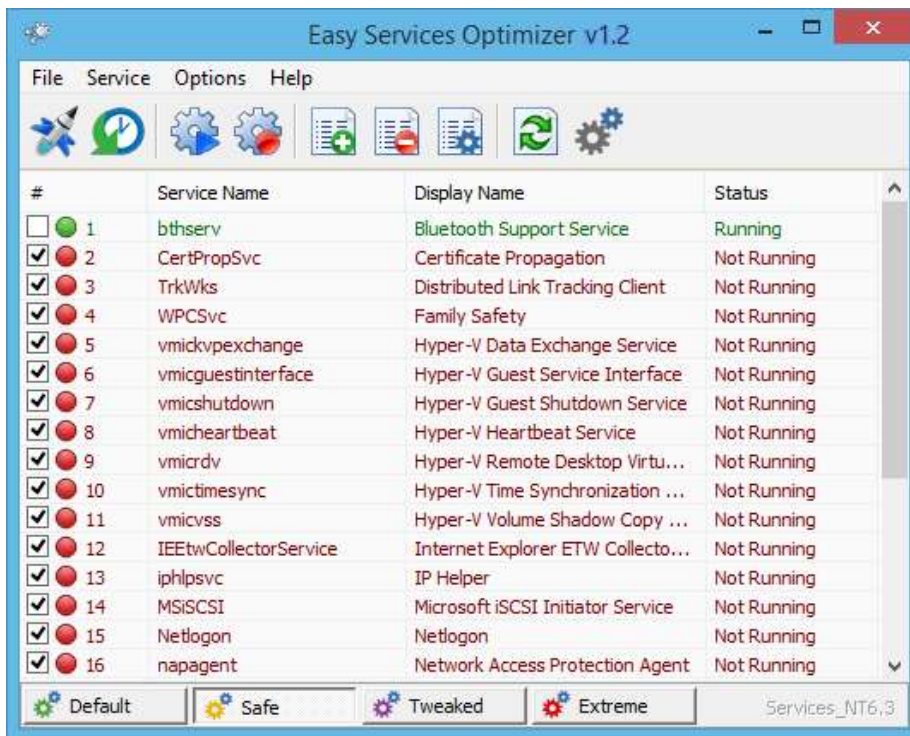 Easy Services Optimizer v1.2
File Service Options Help
# Service Name Display Name Status
1 bthserv Bluetooth Support Service Running
2 CertPropSvc Certificate Propagation Not Running
3 TrkWks Distributed Link Tracking Client Not Running
4 WPCSvc Family Safety Not Running
5 vmickvpexchange Hyper-V Data Exchange Service Not Running
6 vmicguestinterface Hyper-V Guest Service Interface Not Running
7 vmicshutdown Hyper-V Guest Shutdown Service Not Running
8 vmicheartbeat Hyper-V Heartbeat Service Not Running
9 vmicrdv Hyper-V Remote Desktop Virtu... Not Running
10 vmictimesync Hyper-V Time Synchronization ... Not Running
11 vmicvss Hyper-V Volume Shadow Copy ... Not Running
12 IEEtwCollectorService Internet Explorer ETW Collecto... Not Running
13 iphlpsvc IP Helper Not Running
14 MSiSCSI Microsoft iSCSI Initiator Service Not Running
15 Netlogon Netlogon Not Running
16 napagent Network Access Protection Agent Not Running
Default Safe Tweaked Extreme Services_NT6,3